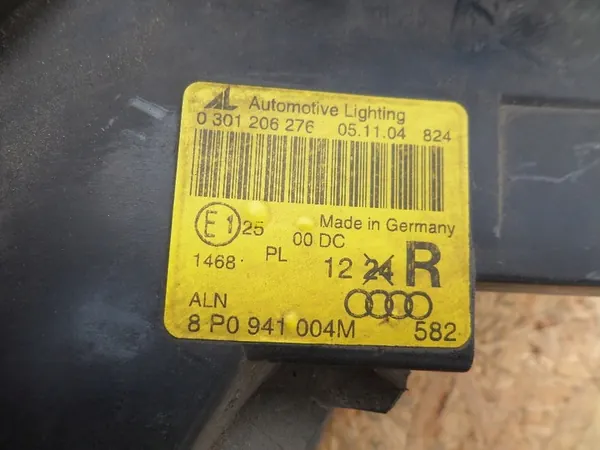 AL Automotive Lighting
0 301 206 276 05.11.04 824
E1 25 Made in Germany
00 DC
1468 PL 12 24 R
ALN
8 P0 941 004M 582